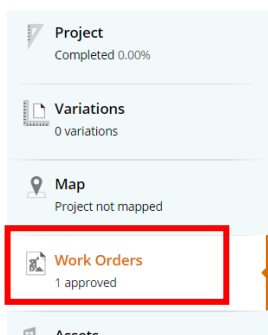 Project
Completed 0.00%
Variations
0 variations
Map
Project not mapped
Work Orders
1 approved
Assets